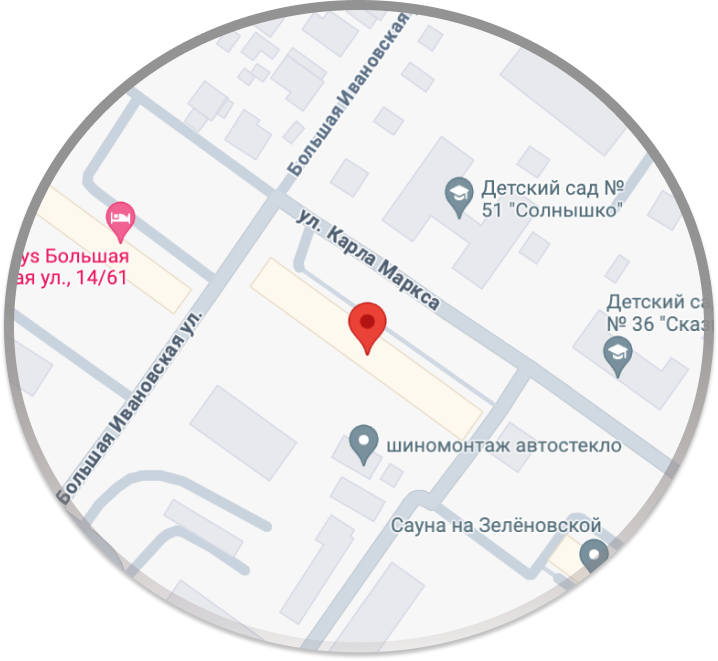 Большая Ивановская
Детский сад №
51 "Солнышко"
ул. Карла Маркса
ys Большая
ая ул., 14/61
Детский са
№ 36 "Сказ
Большая Ивановская ул.
шиномонтаж автостекло
Сауна на Зелёновской